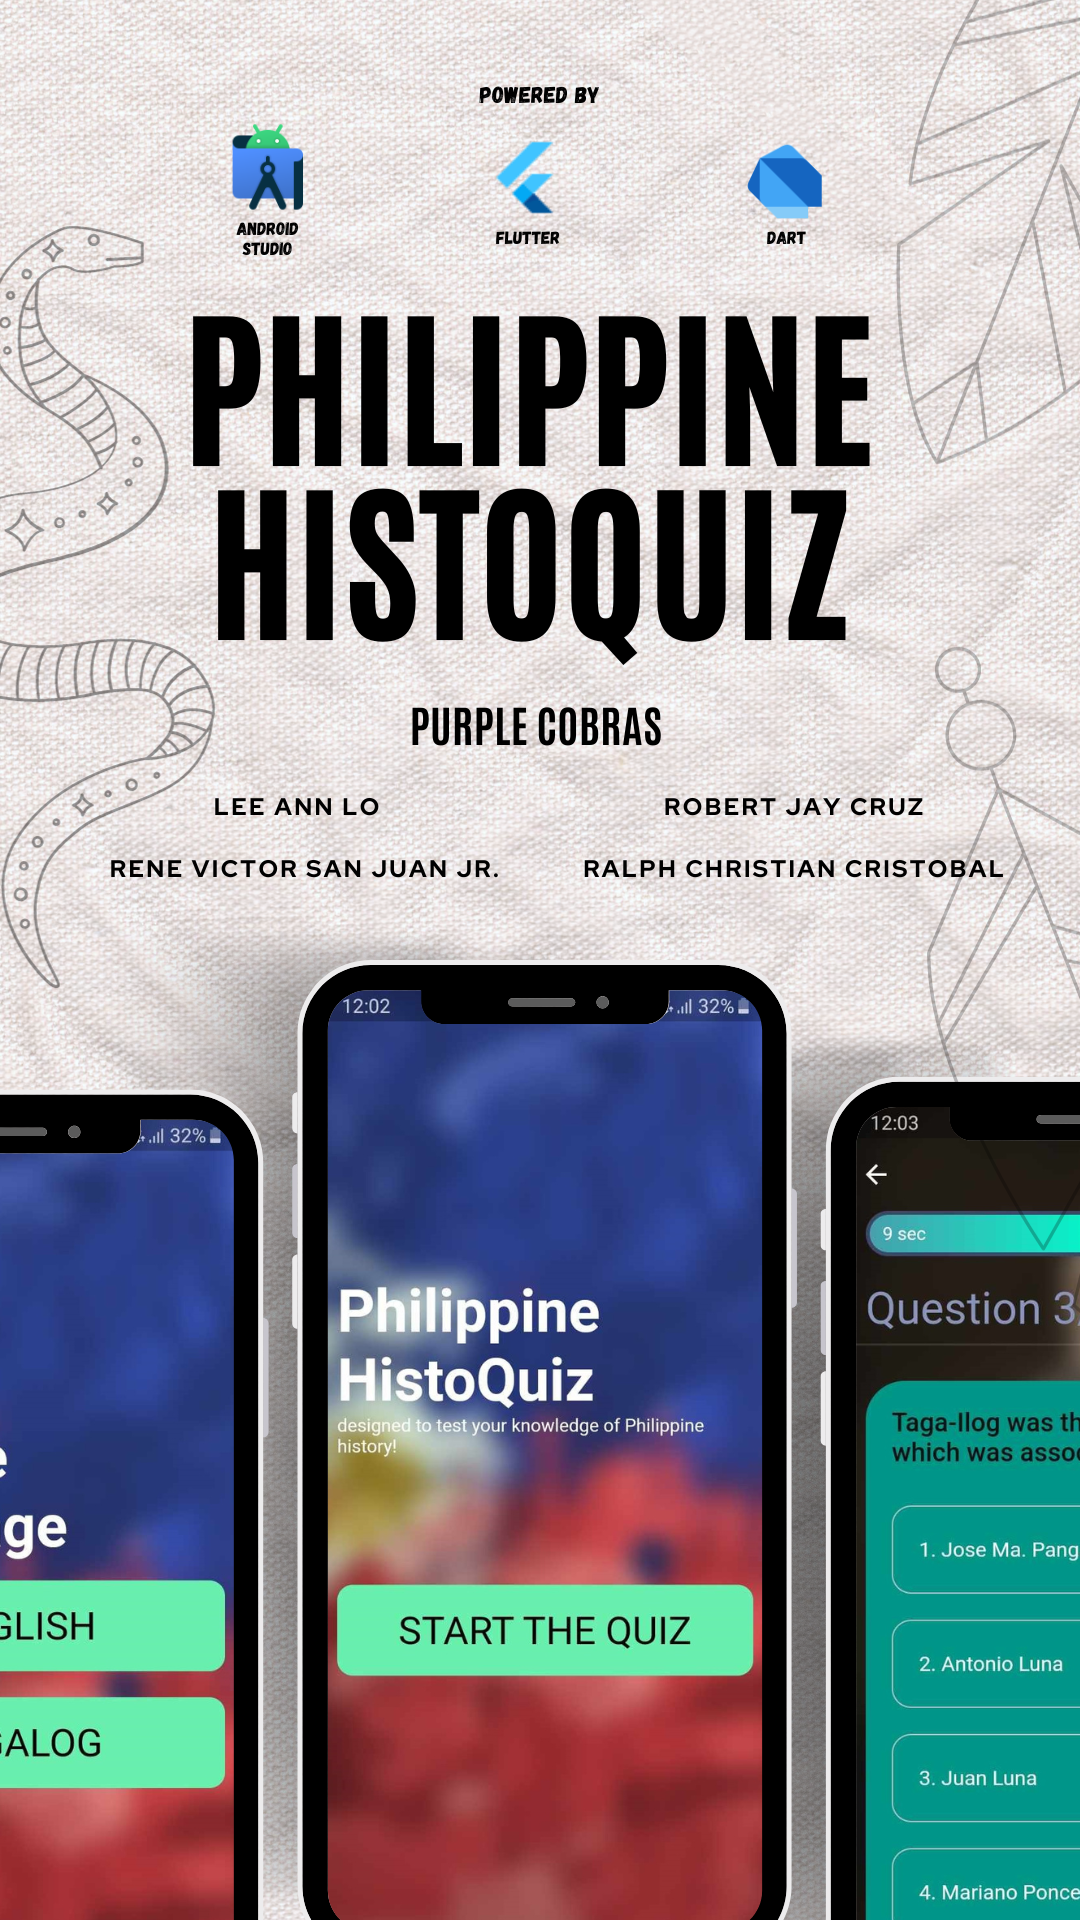 POWERED BY
ANDROID
STUDIO
FLUTTER
DART
PHILIPPINE
HISTOQUIZ
PURPLE COBRAS
LEE ANN LO
ROBERT JAY CRUZ
RENE VICTOR SAN JUAN JR.
RALPH CHRISTIAN CRISTOBAL
32%
e
ge
GLISH
GALOG
12:02 32%
Philippine
HistoQuiz
designed to test your knowledge of Philippine
history!
START THE QUIZ
12:03
9 sec
Question 3
Taga-Ilog was th
which was asso
1. Jose Ma. Pang
2. Antonio Luna
3. Juan Luna
4. Mariano Ponce